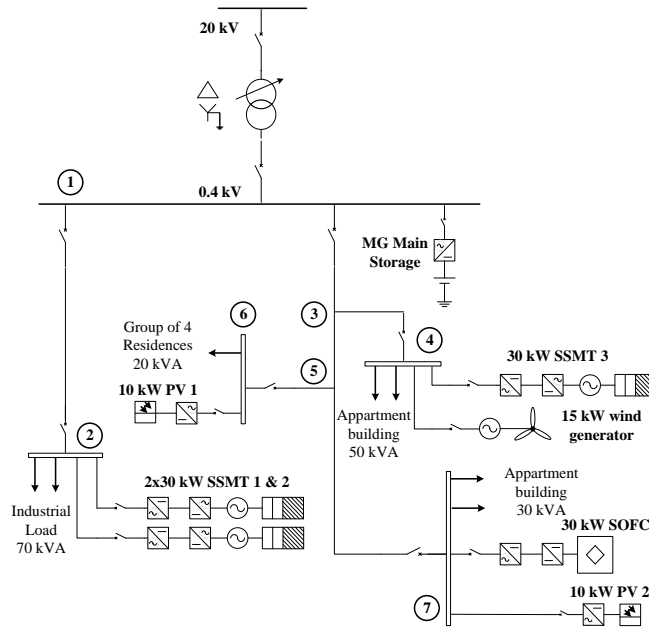 20 kV
1
0.4 kV
MG Main
Storage
6
3
Group of 4
Residences
20 kVA
4
5
10 kW PV 1
30 kW SSMT 3
Appartment
building
50 kVA
15 kW wind
generator
2
2x30 kW SSMT 1 & 2
Industrial
Load
70 kVA
Appartment
building
30 kVA
30 kW SOFC
10 kW PV 2
7